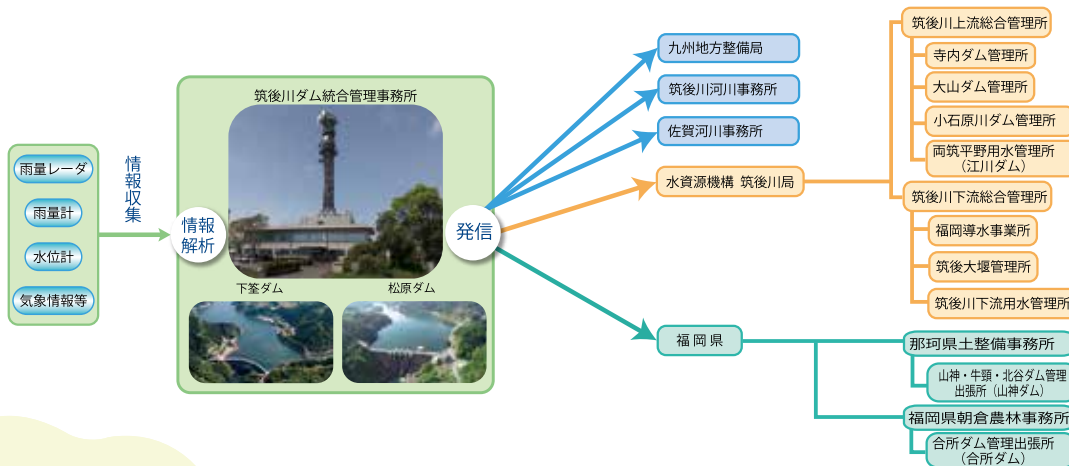 雨量レーダ
雨量計
水位計
気象情報等
情報収集
筑後川ダム統合管理事務所
情報
解析
下筌ダム
松原ダム
発信
九州地方整備局
筑後川河川事務所
佐賀河川事務所
水資源機構 筑後川局
筑後川上流総合管理所
寺内ダム管理所
大山ダム管理所
小石原川ダム管理所
両筑平野用水管理所
（江川ダム）
筑後川下流総合管理所
福岡導水事業所
筑後大堰管理所
筑後川下流用水管理所
福岡県
那珂県土整備事務所
山神・牛頸・北谷ダム管理
出張所（山神ダム）
福岡県朝倉農林事務所
合所ダム管理出張所
（合所ダム）